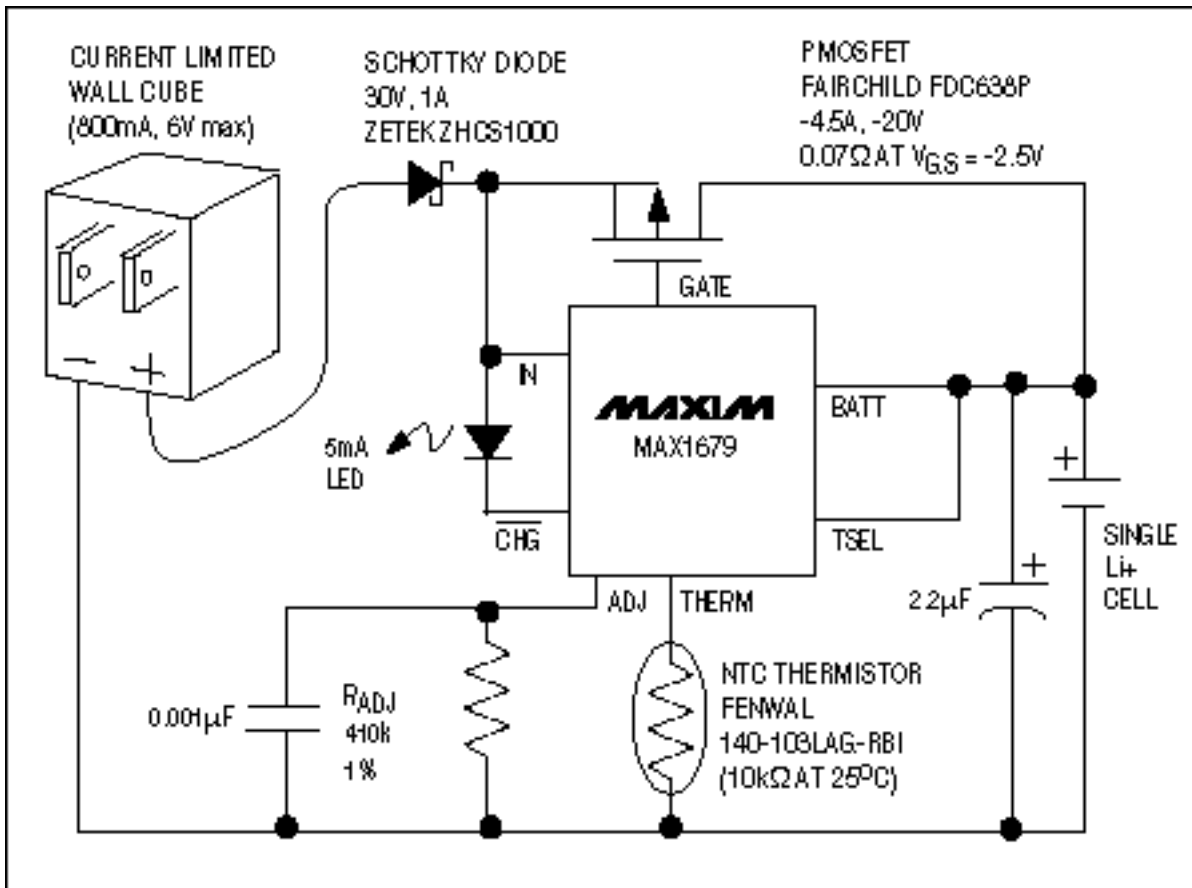 CURRENT LIMITED
WALL CUBE
(800mA, 6V max)
SCHOTTKY DIODE
30V, 1A
ZETEK ZHCS1000
PMOSFET
FAIRCHILD FDC638P
-4.5A, -20V
0.07Ω AT VGS = -2.5V
GATE
IN
MAXIM
MAX1679
BATT
5mA
LED
CHG
TSEL
SINGLE
Li+
CELL
ADJ
THERM
2.2µF
+
+
−
+
0.001µF
RADJ
410k
1%
NTC THERMISTOR
FENWAL
140-103LAG-RBI
(10kΩ AT 25°C)